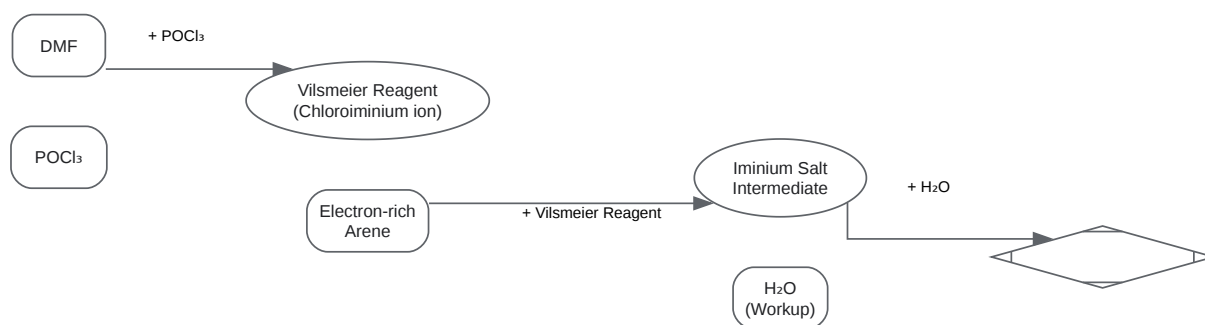 DMF
+ POCl₃
Vilsmeier Reagent
(Chloroiminium ion)
POCl₃
Electron-rich
Arene
+ Vilsmeier Reagent
Iminium Salt
Intermediate
+ H₂O
H₂O
(Workup)